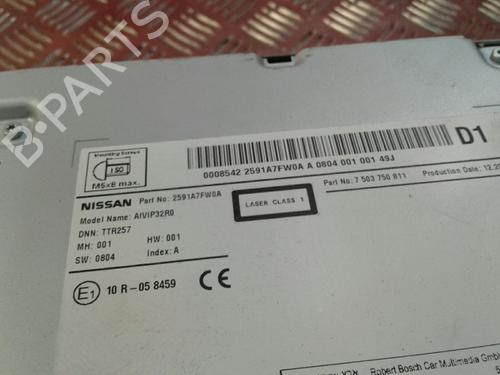 B-PARTS
Mounting Screws
ISO
M5x8 max.
0008542 2591A7FW0A A 0804 001 001 49J
D1
NISSAN Part No: 2591A7FW0A
Model Name: AIVIP32R0
DNN: TTR257
MH: 001 HW: 001
SW: 0804 Index: A
LASER CLASS 1
Part No: 7 503 750 811
Production Date: 12.20
E1 10 R-05 8459 CE
Robert Bosch Car Multimedia GmbH